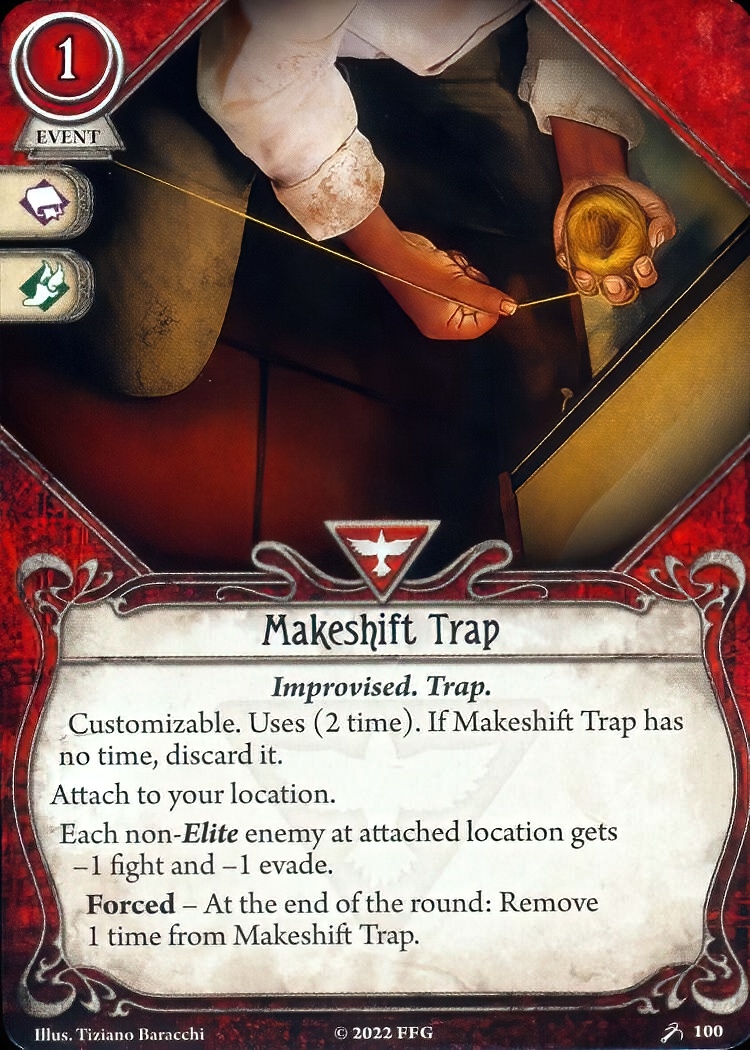 1
EVENT
Makeshift Trap
Improvised. Trap.
Customizable. Uses (2 time). If Makeshift Trap has
no time, discard it.
Attach to your location.
Each non-Elite enemy at attached location gets
–1 fight and –1 evade.
Forced – At the end of the round: Remove
1 time from Makeshift Trap.
Illus. Tiziano Baracchi
© 2022 FFG
100